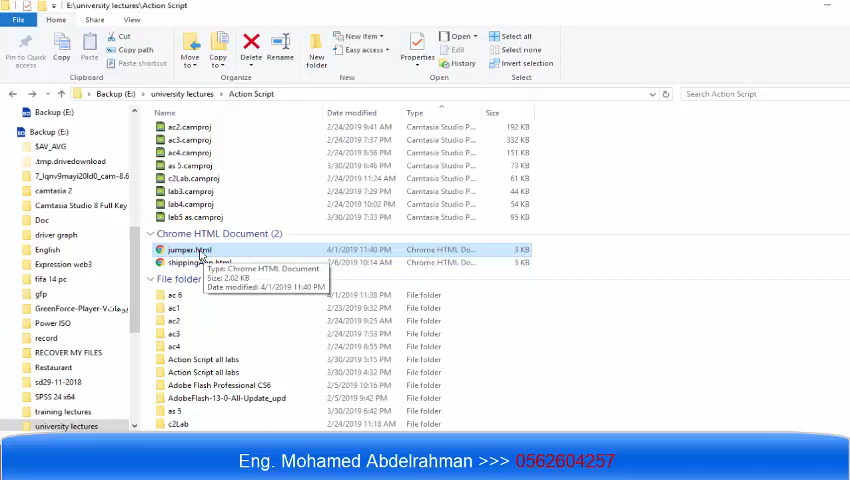 E:\university lectures\Action Script
File Home Share View
Pin to Quick access
Copy
Paste
Cut
Copy path
Paste shortcut
Clipboard
Move to
Copy to
Delete
Rename
Organize
New folder
New item
Easy access
New
Properties
Open
Edit
History
Open
Select all
Select none
Invert selection
Select
Backup (E:) university lectures Action Script
Search Action Script
Backup (E:)
Backup (E:)
$AV_AVG
.tmp.drivedownload
camtasia 2
Camtasia Studio 8 Full Key
Doc
driver graph
English
Expression web3
fifa 14 pc
gfp
Power ISO
record
RECOVER MY FILES
Restaurant
sd29-11-2018
SPSS 24 x64
training lectures
university lectures
Name Date modified Type Size
ac2.camproj 2/24/2019 9:41 AM Camtasia Studio P... 192 KB
ac3.camproj 2/24/2019 7:37 PM Camtasia Studio P... 332 KB
ac4.camproj 2/24/2019 8:56 PM Camtasia Studio P... 151 KB
as 5.camproj 3/30/2019 6:46 PM Camtasia Studio P... 73 KB
c2Lab.camproj 2/24/2019 11:24 AM Camtasia Studio P... 61 KB
lab3.camproj 2/24/2019 7:29 PM Camtasia Studio P... 44 KB
lab4.camproj 2/24/2019 10:02 PM Camtasia Studio P... 54 KB
lab5 as.camproj 3/30/2019 7:33 PM Camtasia Studio P... 95 KB
Chrome HTML Document (2)
jumper.html 4/1/2019 11:40 PM Chrome HTML Do... 3 KB
2/6/2019 10:14 AM Chrome HTML Do... 3 KB
Type: Chrome HTML Document
Size: 2.02 KB
Date modified: 4/1/2019 11:40 PM
File folder
ac 6 4/1/2019 11:38 PM File folder
ac1 2/23/2019 9:32 PM File folder
ac2 2/24/2019 9:25 AM File folder
ac3 2/24/2019 7:53 PM File folder
ac4 2/24/2019 9:22 PM File folder
Action Script all labs 3/30/2019 5:15 PM File folder
Action Script all labs 3/30/2019 4:32 PM File folder
Adobe Flash Professional CS6 2/5/2019 10:16 PM File folder
AdobeFlash-13-0-All-Update_upd 2/5/2019 9:42 PM File folder
as 5 3/30/2019 6:42 PM File folder
c2Lab 2/24/2019 11:18 AM File folder
Eng. Mohamed Abdelrahman >>> 0562604257